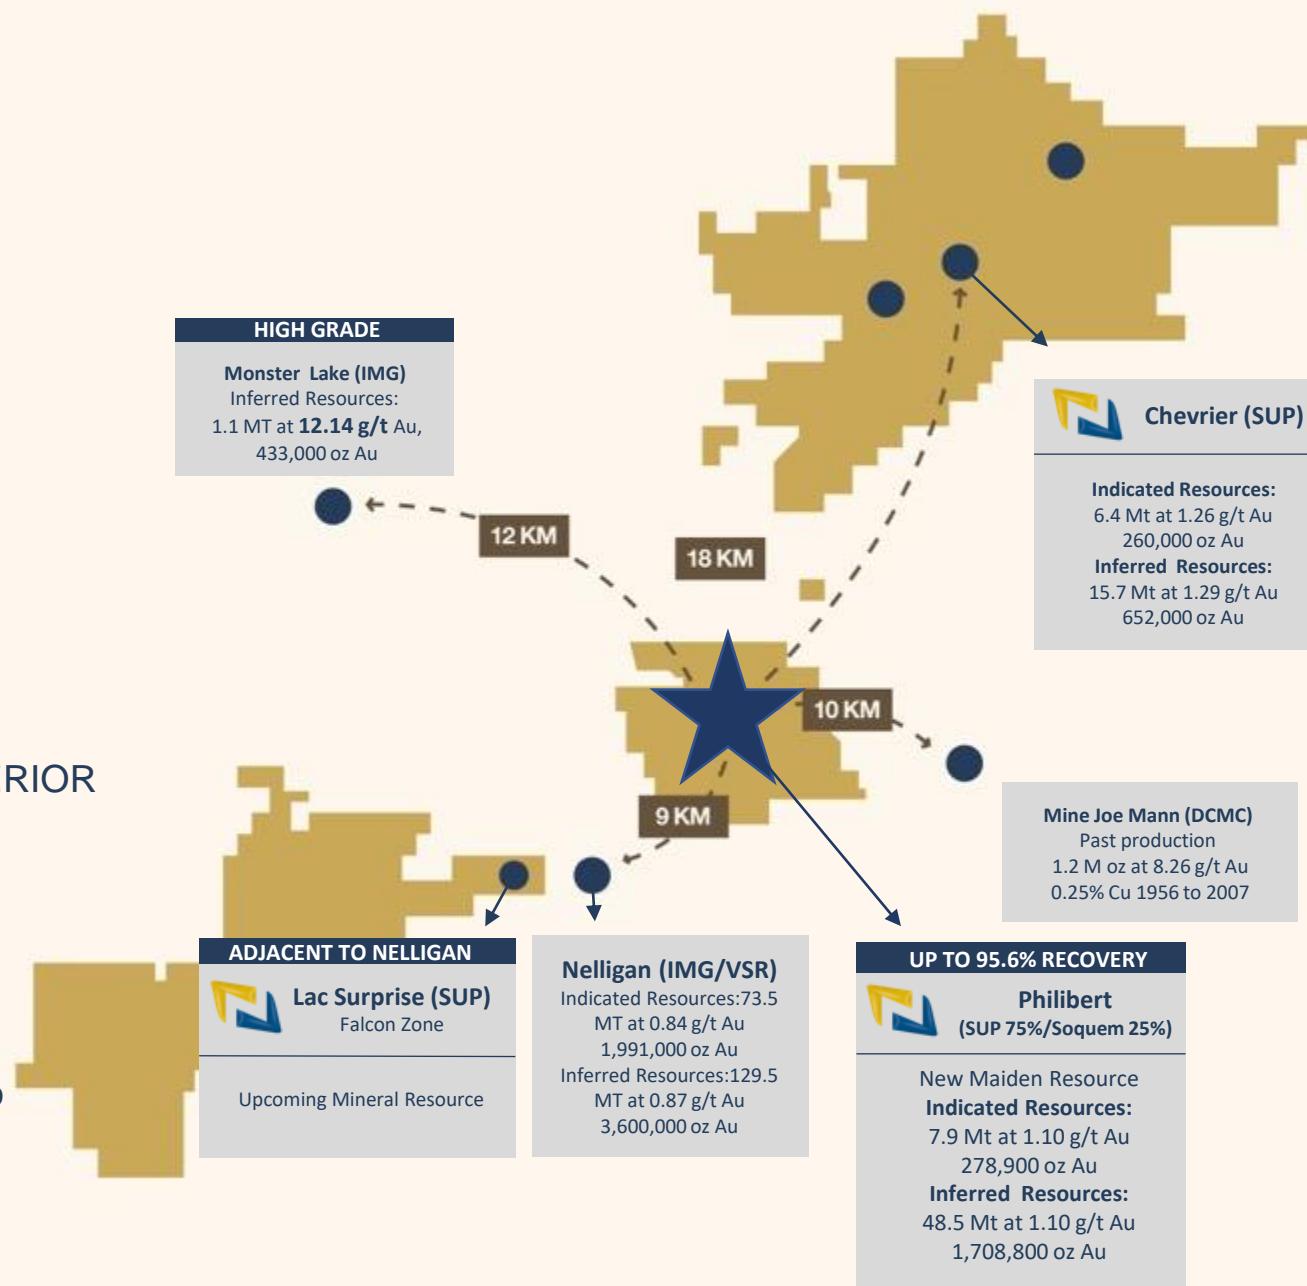 HIGH GRADE
Monster Lake (IMG)
Inferred Resources:
1.1 MT at 12.14 g/t Au,
433,000 oz Au
Chevrier (SUP)
Indicated Resources:
6.4 Mt at 1.26 g/t Au
260,000 oz Au
Inferred Resources:
15.7 Mt at 1.29 g/t Au
652,000 oz Au
12 KM
18 KM
10 KM
9 KM
ERIOR
Mine Joe Mann (DCMC)
Past production
1.2 M oz at 8.26 g/t Au
0.25% Cu 1956 to 2007
ADJACENT TO NELLIGAN
Lac Surprise (SUP)
Falcon Zone
Upcoming Mineral Resource
Nelligan (IMG/VSR)
Indicated Resources:73.5
MT at 0.84 g/t Au
1,991,000 oz Au
Inferred Resources:129.5
MT at 0.87 g/t Au
3,600,000 oz Au
UP TO 95.6% RECOVERY
Philibert
(SUP 75%/Soquem 25%)
New Maiden Resource
Indicated Resources:
7.9 Mt at 1.10 g/t Au
278,900 oz Au
Inferred Resources:
48.5 Mt at 1.10 g/t Au
1,708,800 oz Au